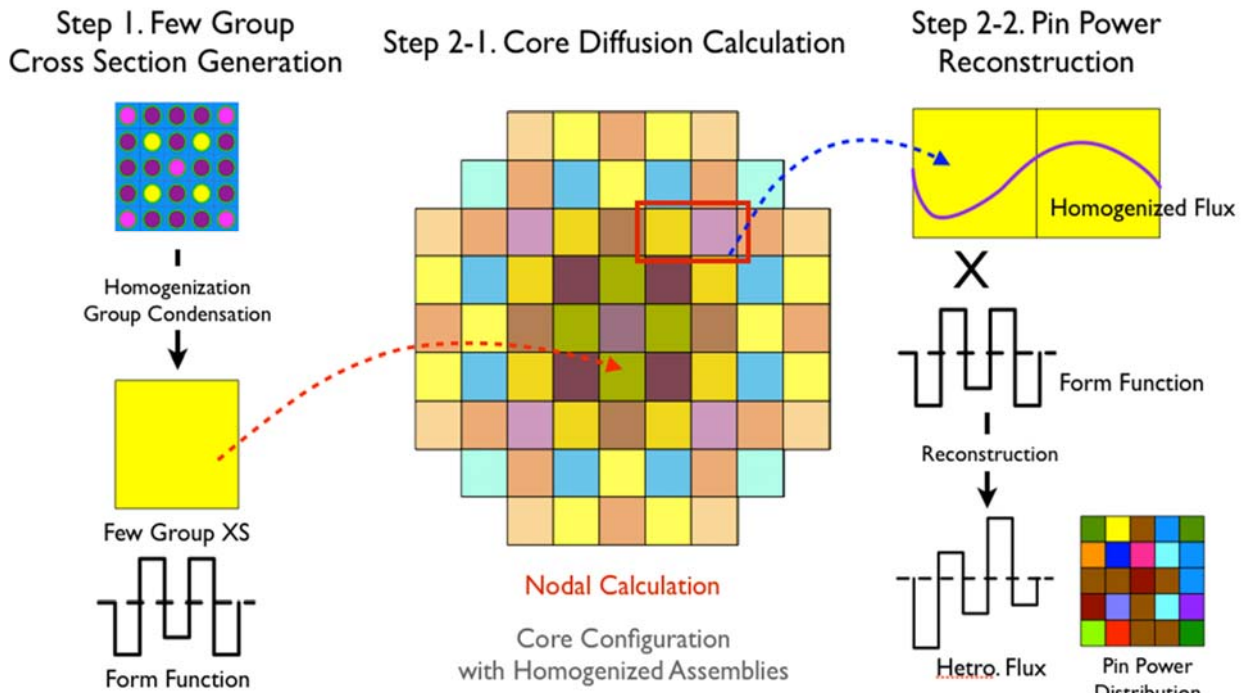 Step 1. Few Group
Cross Section Generation
Homogenization
Group Condensation
Few Group XS
Form Function
Step 2-1. Core Diffusion Calculation
Nodal Calculation
Core Configuration
with Homogenized Assemblies
Step 2-2. Pin Power
Reconstruction
Homogenized Flux
X
Form Function
Reconstruction
Hetro. Flux
Pin Power
Distribution